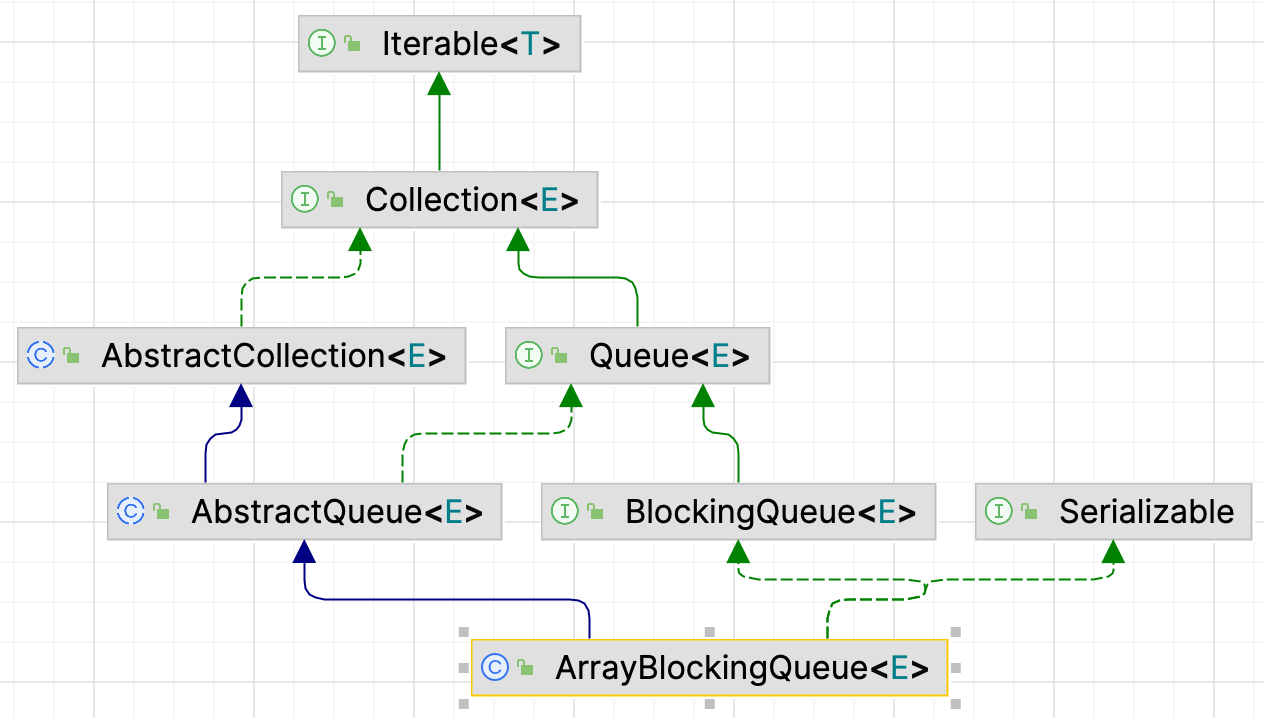 I Iterable<T>
I Collection<E>
C AbstractCollection<E>
I Queue<E>
C AbstractQueue<E>
I BlockingQueue<E>
I Serializable
C ArrayBlockingQueue<E>